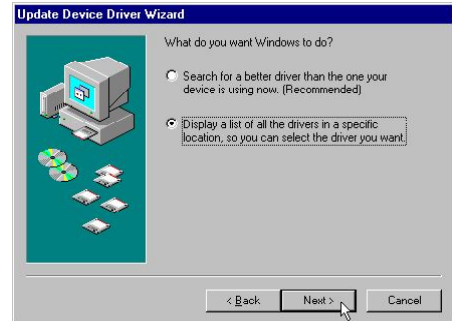 Update Device Driver Wizard
What do you want Windows to do?
Search for a better driver than the one your
device is using now. (Recommended)
Display a list of all the drivers in a specific
location, so you can select the driver you want.
< Back
Next >
Cancel